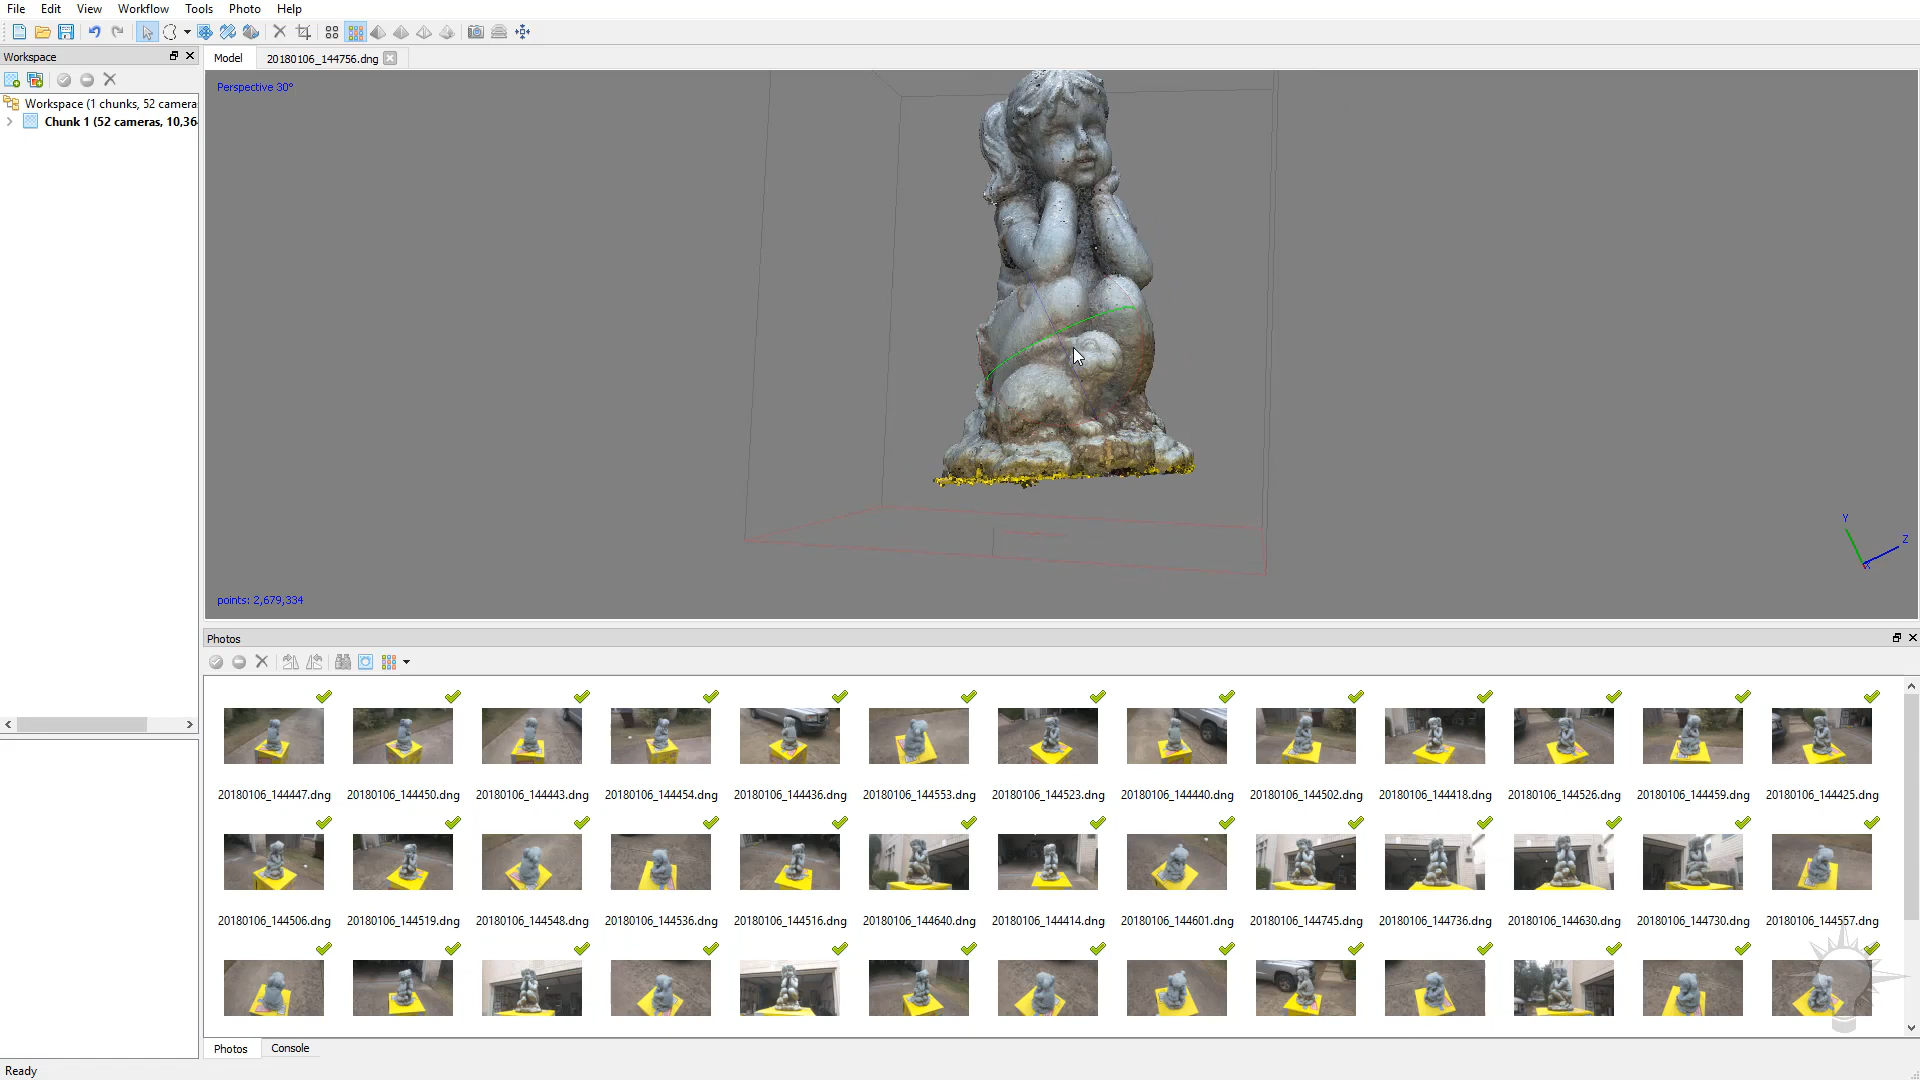 File Edit View Workflow Tools Photo Help
Workspace
Model 20180106_144756.dng
Workspace (1 chunks, 52 camera
Chunk 1 (52 cameras, 10,36
Perspective 30°
Y
Z
X
points: 2,679,334
Photos
20180106_144447.dng 20180106_144450.dng 20180106_144443.dng 20180106_144454.dng 20180106_144436.dng 20180106_144553.dng 20180106_144523.dng 20180106_144440.dng 20180106_144502.dng 20180106_144418.dng 20180106_144526.dng 20180106_144459.dng 20180106_144425.dng
20180106_144506.dng 20180106_144519.dng 20180106_144548.dng 20180106_144536.dng 20180106_144516.dng 20180106_144640.dng 20180106_144414.dng 20180106_144601.dng 20180106_144745.dng 20180106_144736.dng 20180106_144630.dng 20180106_144730.dng 20180106_144557.dng
Photos Console
Ready